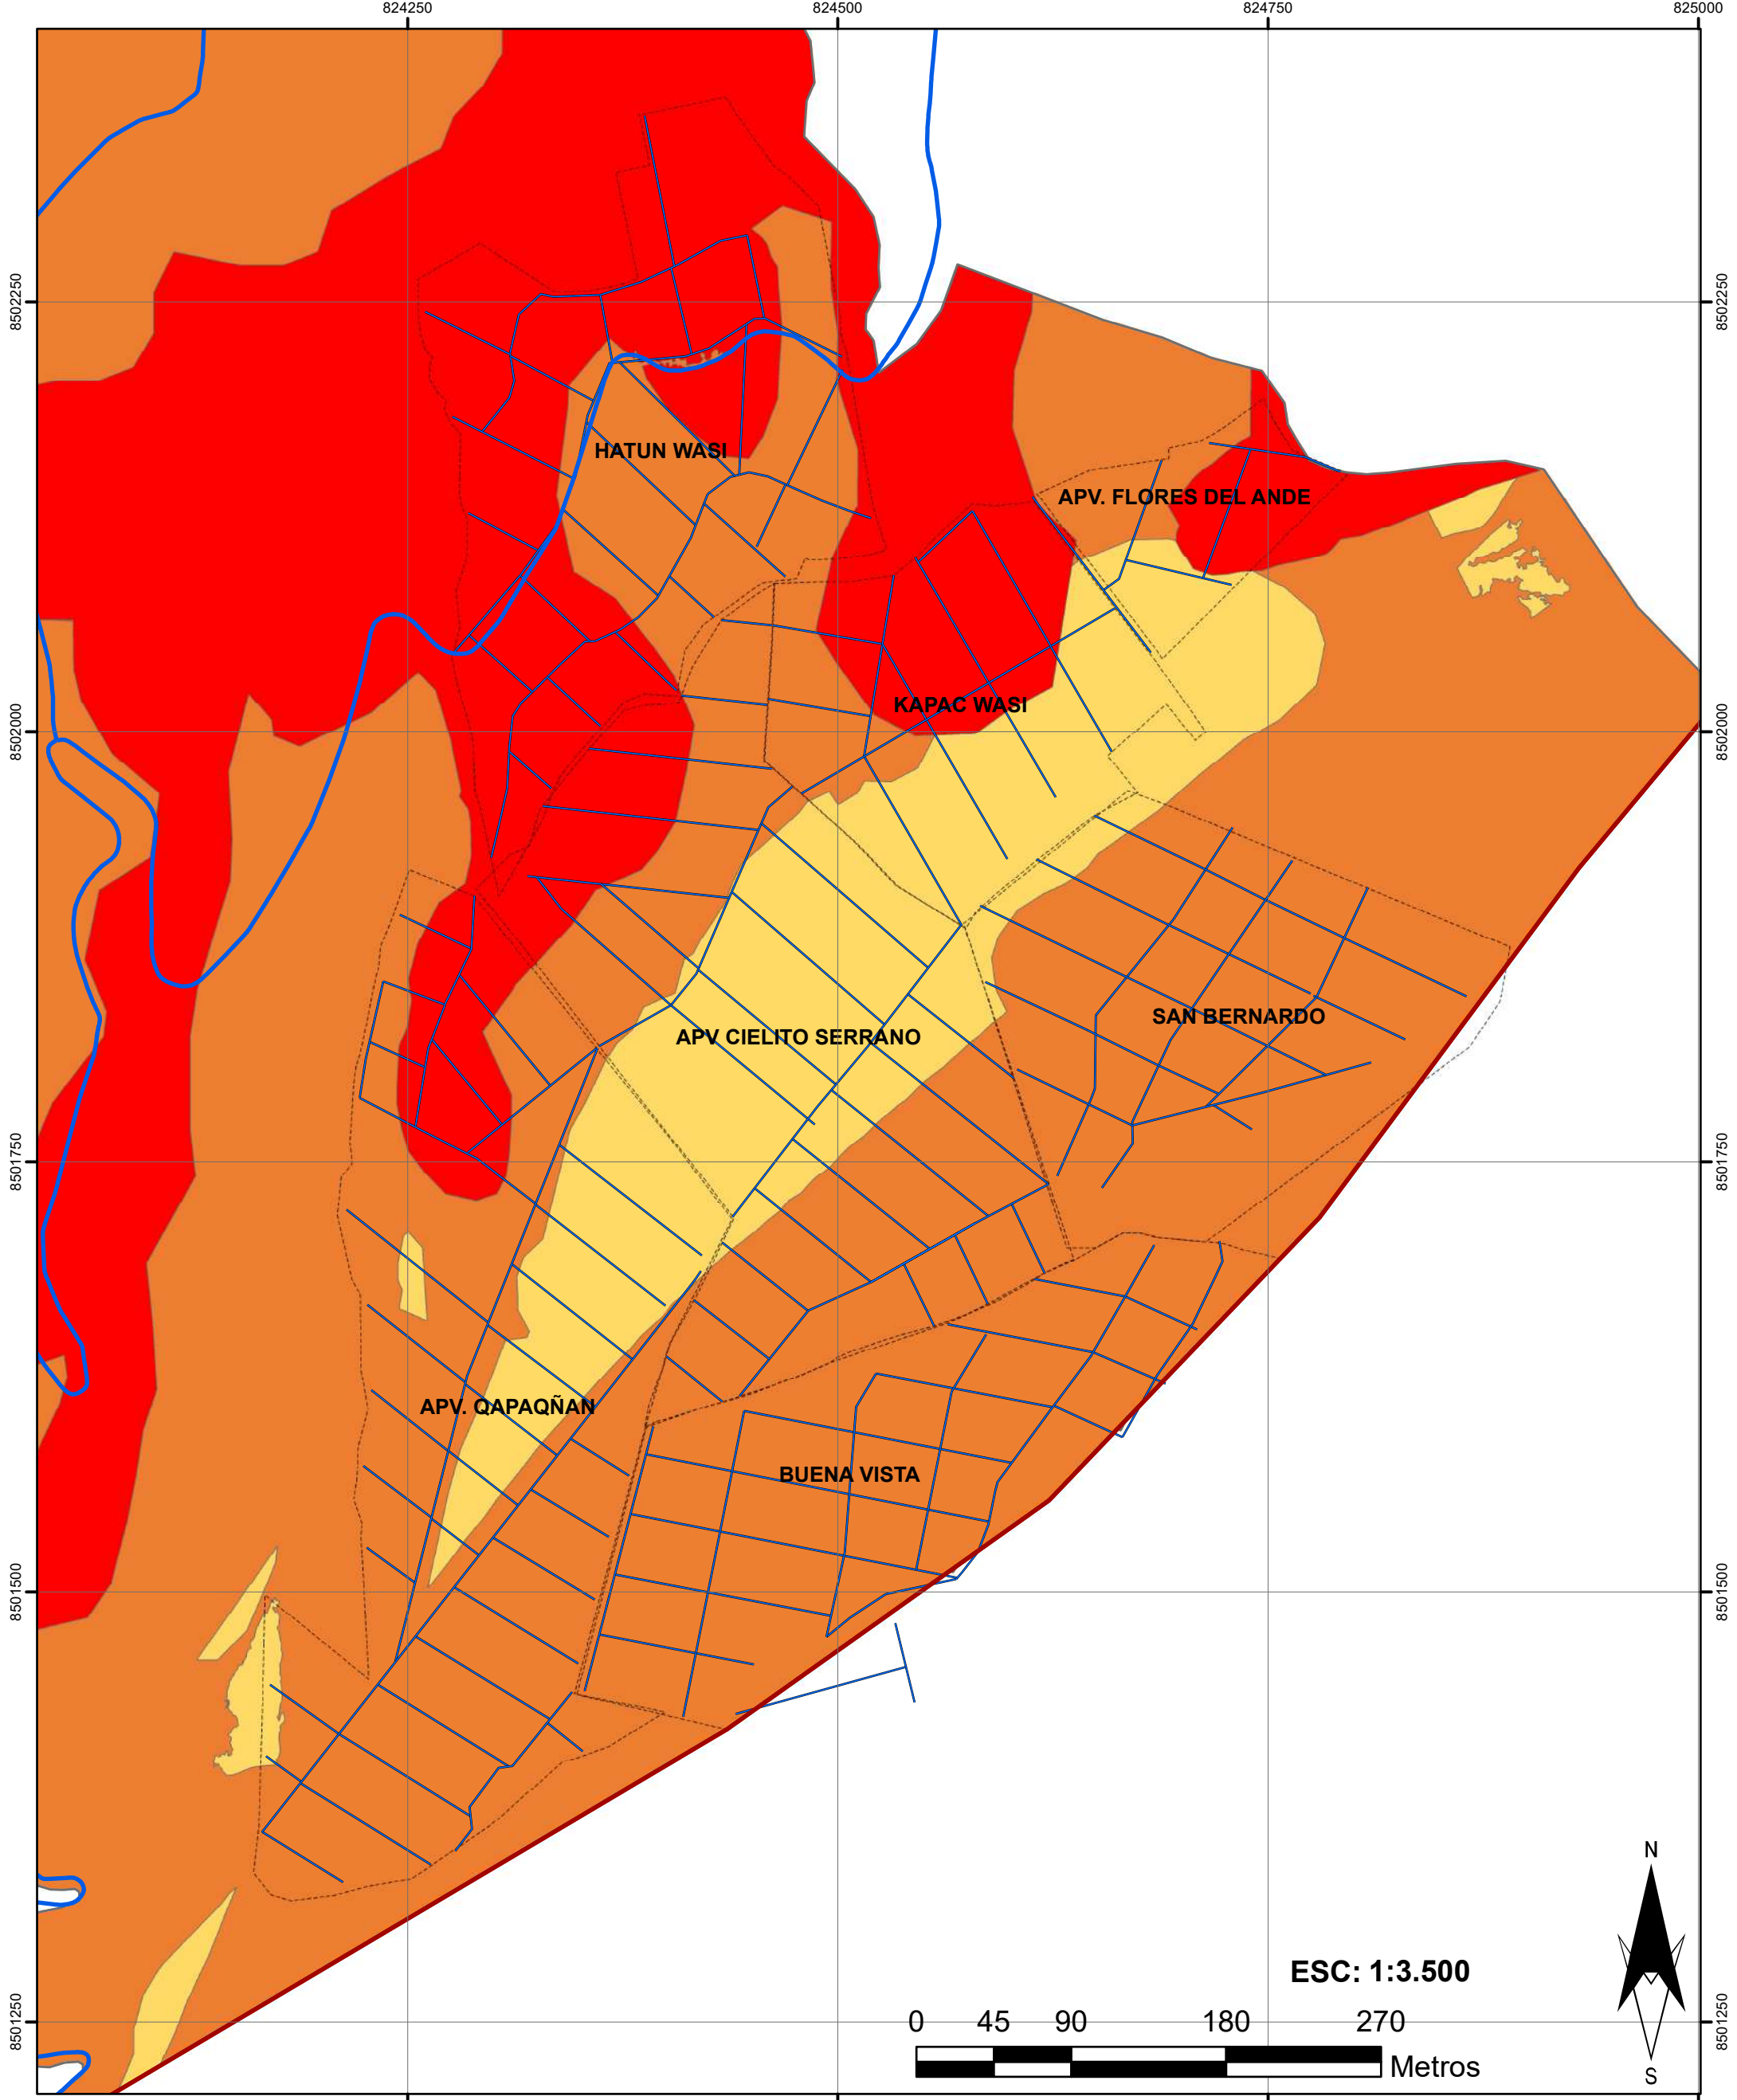 824250
824500
824750
825000
8502250
8502250
HATUN WASI
APV. FLORES DEL ANDE
KAPAC WASI
8502000
8502000
SAN BERNARDO
APV CIELITO SERRANO
8501750
8501750
APV. QAPAQÑAN
BUENA VISTA
8501500
8501500
N
ESC: 1:3.500
8501250
8501250
0 45 90 180 270
Metros
S